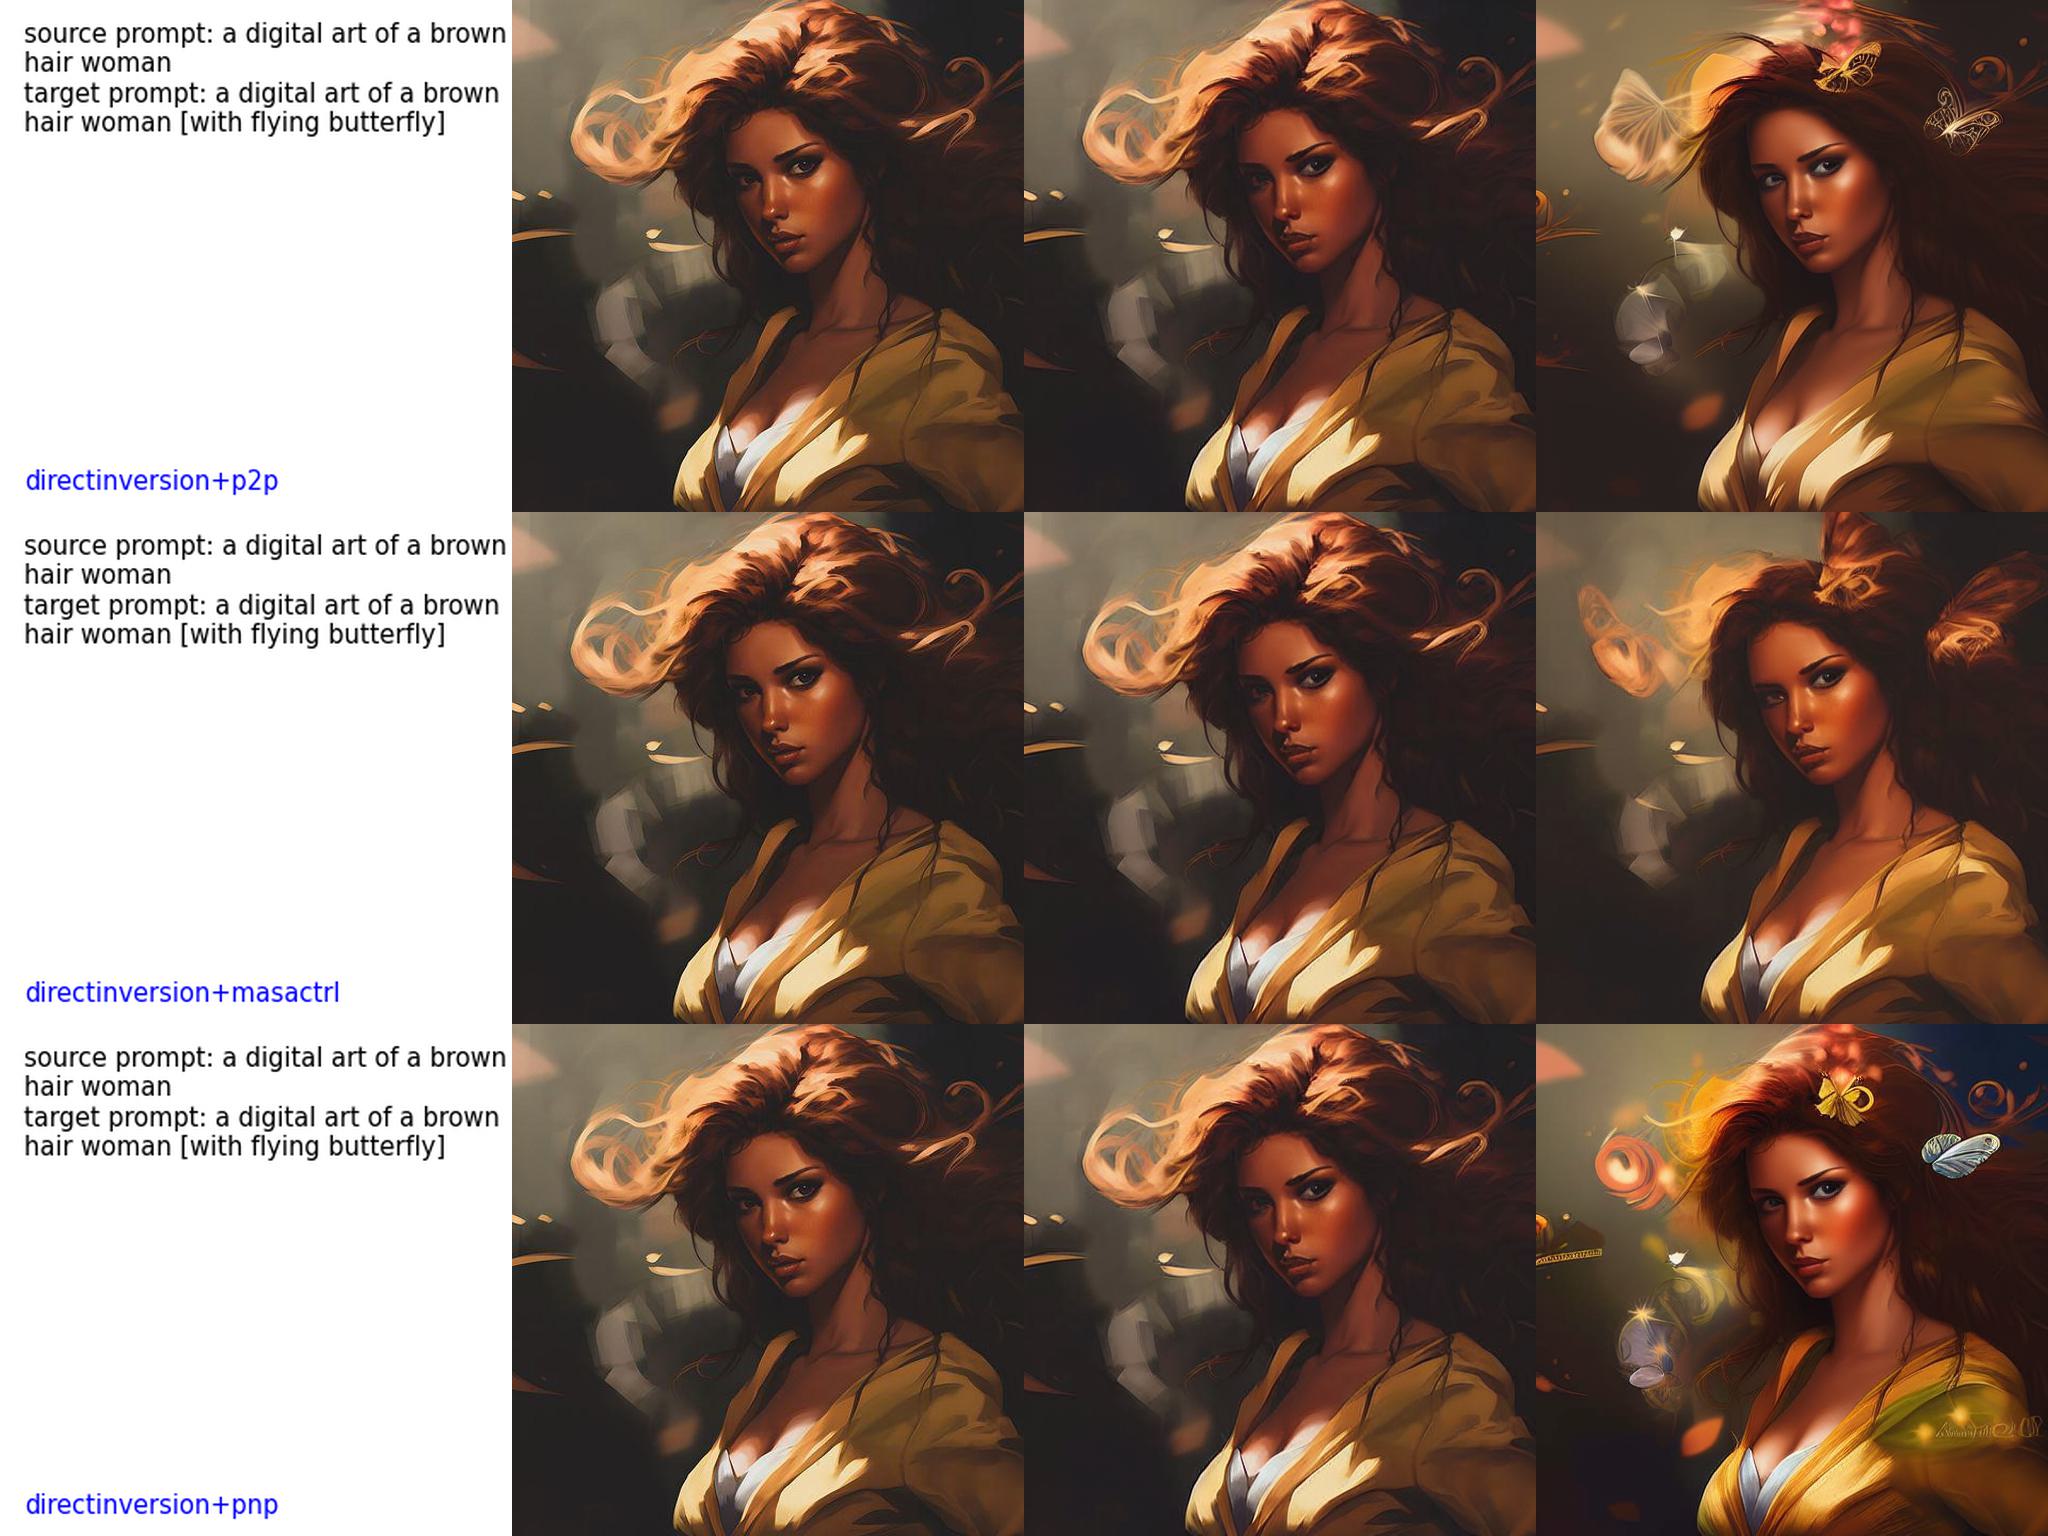 source prompt: a digital art of a brown
hair woman
target prompt: a digital art of a brown
hair woman [with flying butterfly]
directinversion+p2p
source prompt: a digital art of a brown
hair woman
target prompt: a digital art of a brown
hair woman [with flying butterfly]
directinversion+masactrl
source prompt: a digital art of a brown
hair woman
target prompt: a digital art of a brown
hair woman [with flying butterfly]
directinversion+pnp